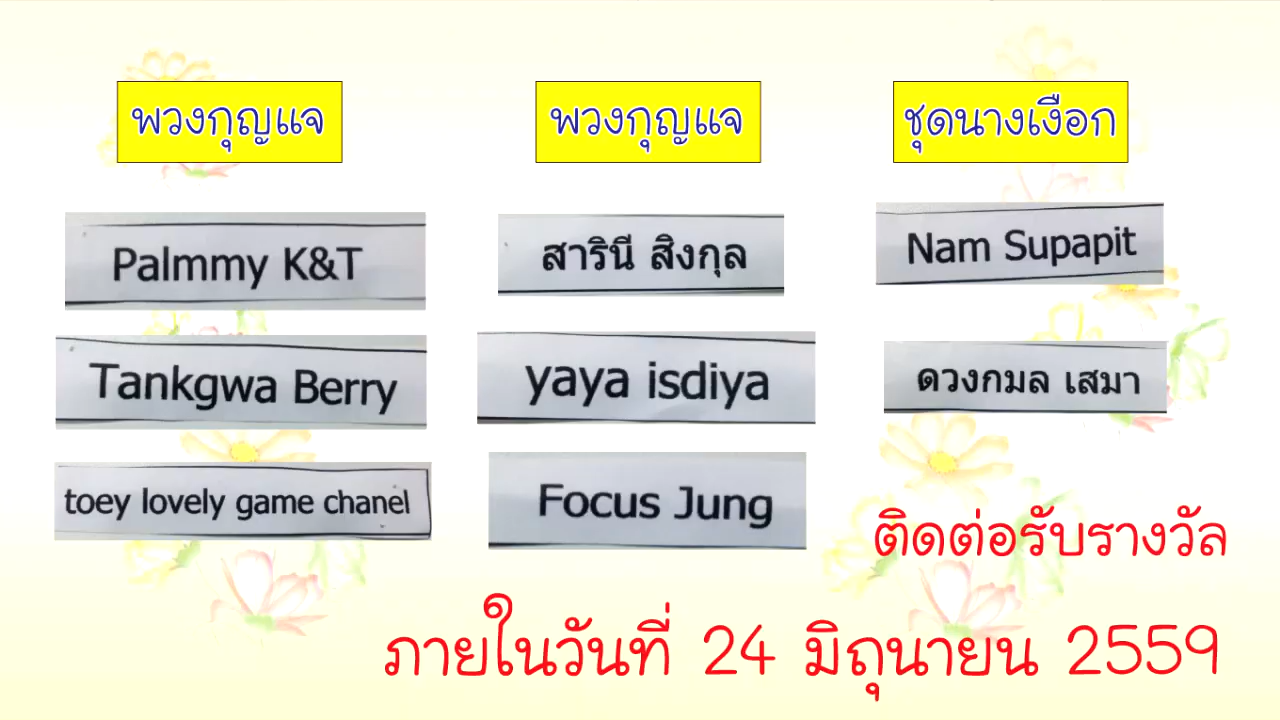 พวงกุญแจ
Palmmy K&T
Tankgwa Berry
toey lovely game chanel
พวงกุญแจ
สารินี สิงกุล
yaya isdiya
Focus Jung
ชุดนางเงือก
Nam Supapit
ดวงกมล เสมา
ติดต่อรับรางวัล
ภายในวันที่ 24 มิถุนายน 2559